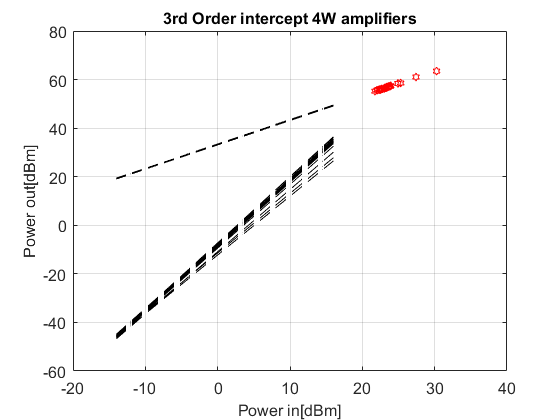 3rd Order intercept 4W amplifiers
80
60
40
20
0
-20
-40
-60
Power out[dBm]
-20 -10 0 10 20 30 40
Power in[dBm]